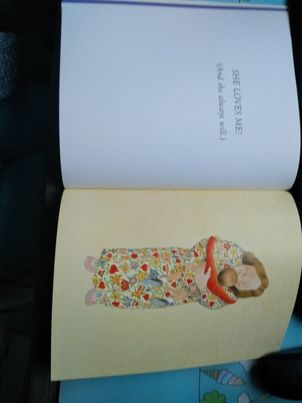 SHE LOVES ME!
(And she always will.)